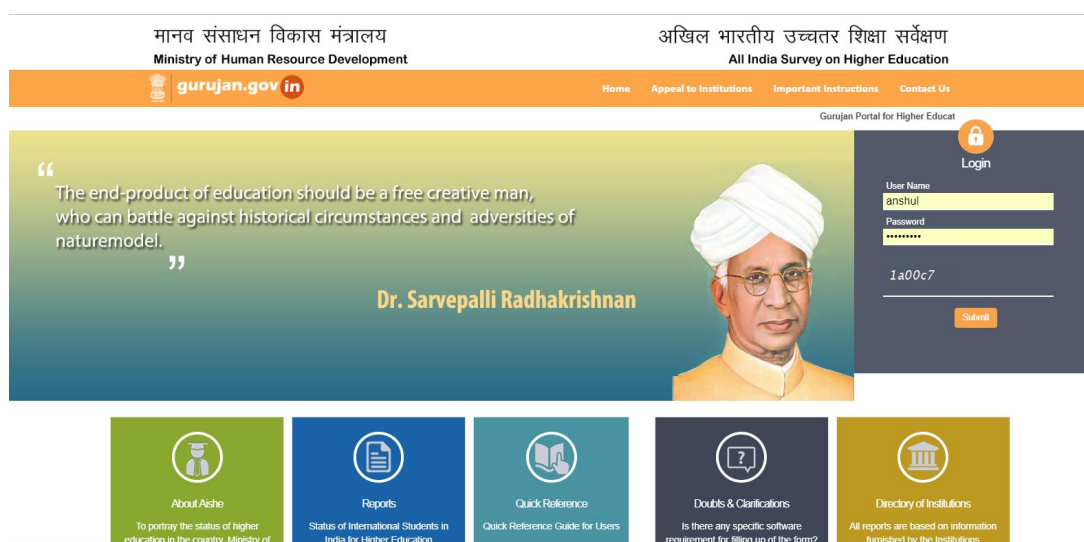 मानव संसाधन विकास मंत्रालय
Ministry of Human Resource Development
अखिल भारतीय उच्चतर शिक्षा सर्वेक्षण
All India Survey on Higher Education
gurujan.gov in
Home Appeal to Institutions Important Instructions Contact Us
Gurujan Portal for Higher Educat
“
The end-product of education should be a free creative man,
who can battle against historical circumstances and adversities of
naturemodel.
”
Dr. Sarvepalli Radhakrishnan
Login
User Name
anshul
Password
•••••••••
1a00c7
Submit
About Aishe
To portray the status of higher
education in the country, Ministry of
Reports
Status of International Students in
India for Higher Education
Quick Reference
Quick Reference Guide for Users
Doubts & Clarifications
Is there any specific software
requirement for filling up of the form?
Directory of Institutions
All reports are based on information
furnished by the Institutions